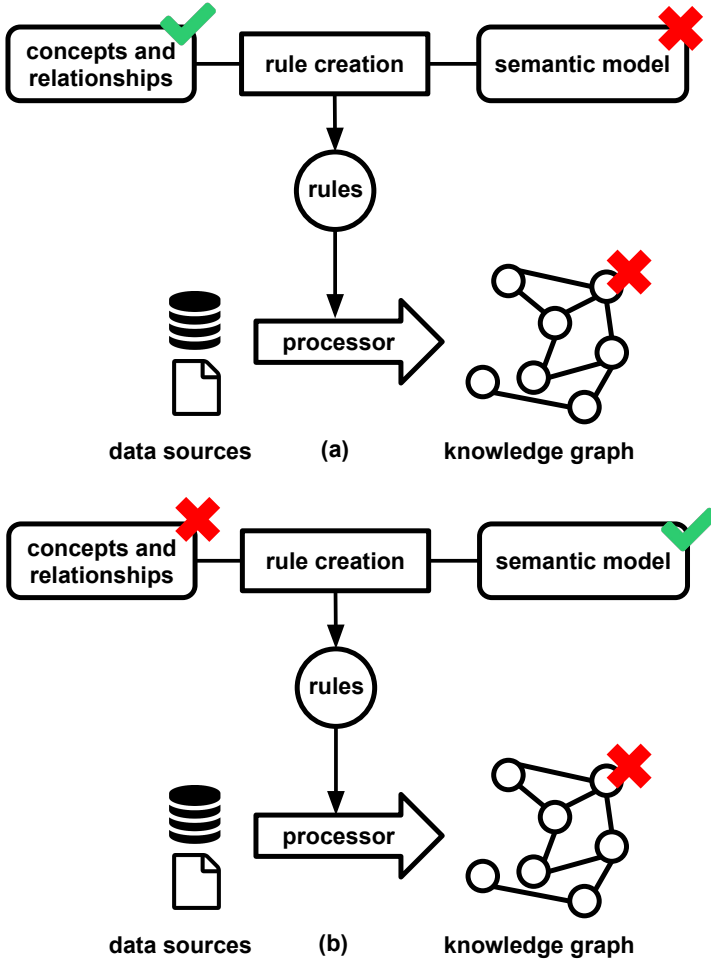 concepts and
relationships
rule creation
semantic model
rules
processor
data sources
(a)
knowledge graph
concepts and
relationships
rule creation
semantic model
rules
processor
data sources
(b)
knowledge graph